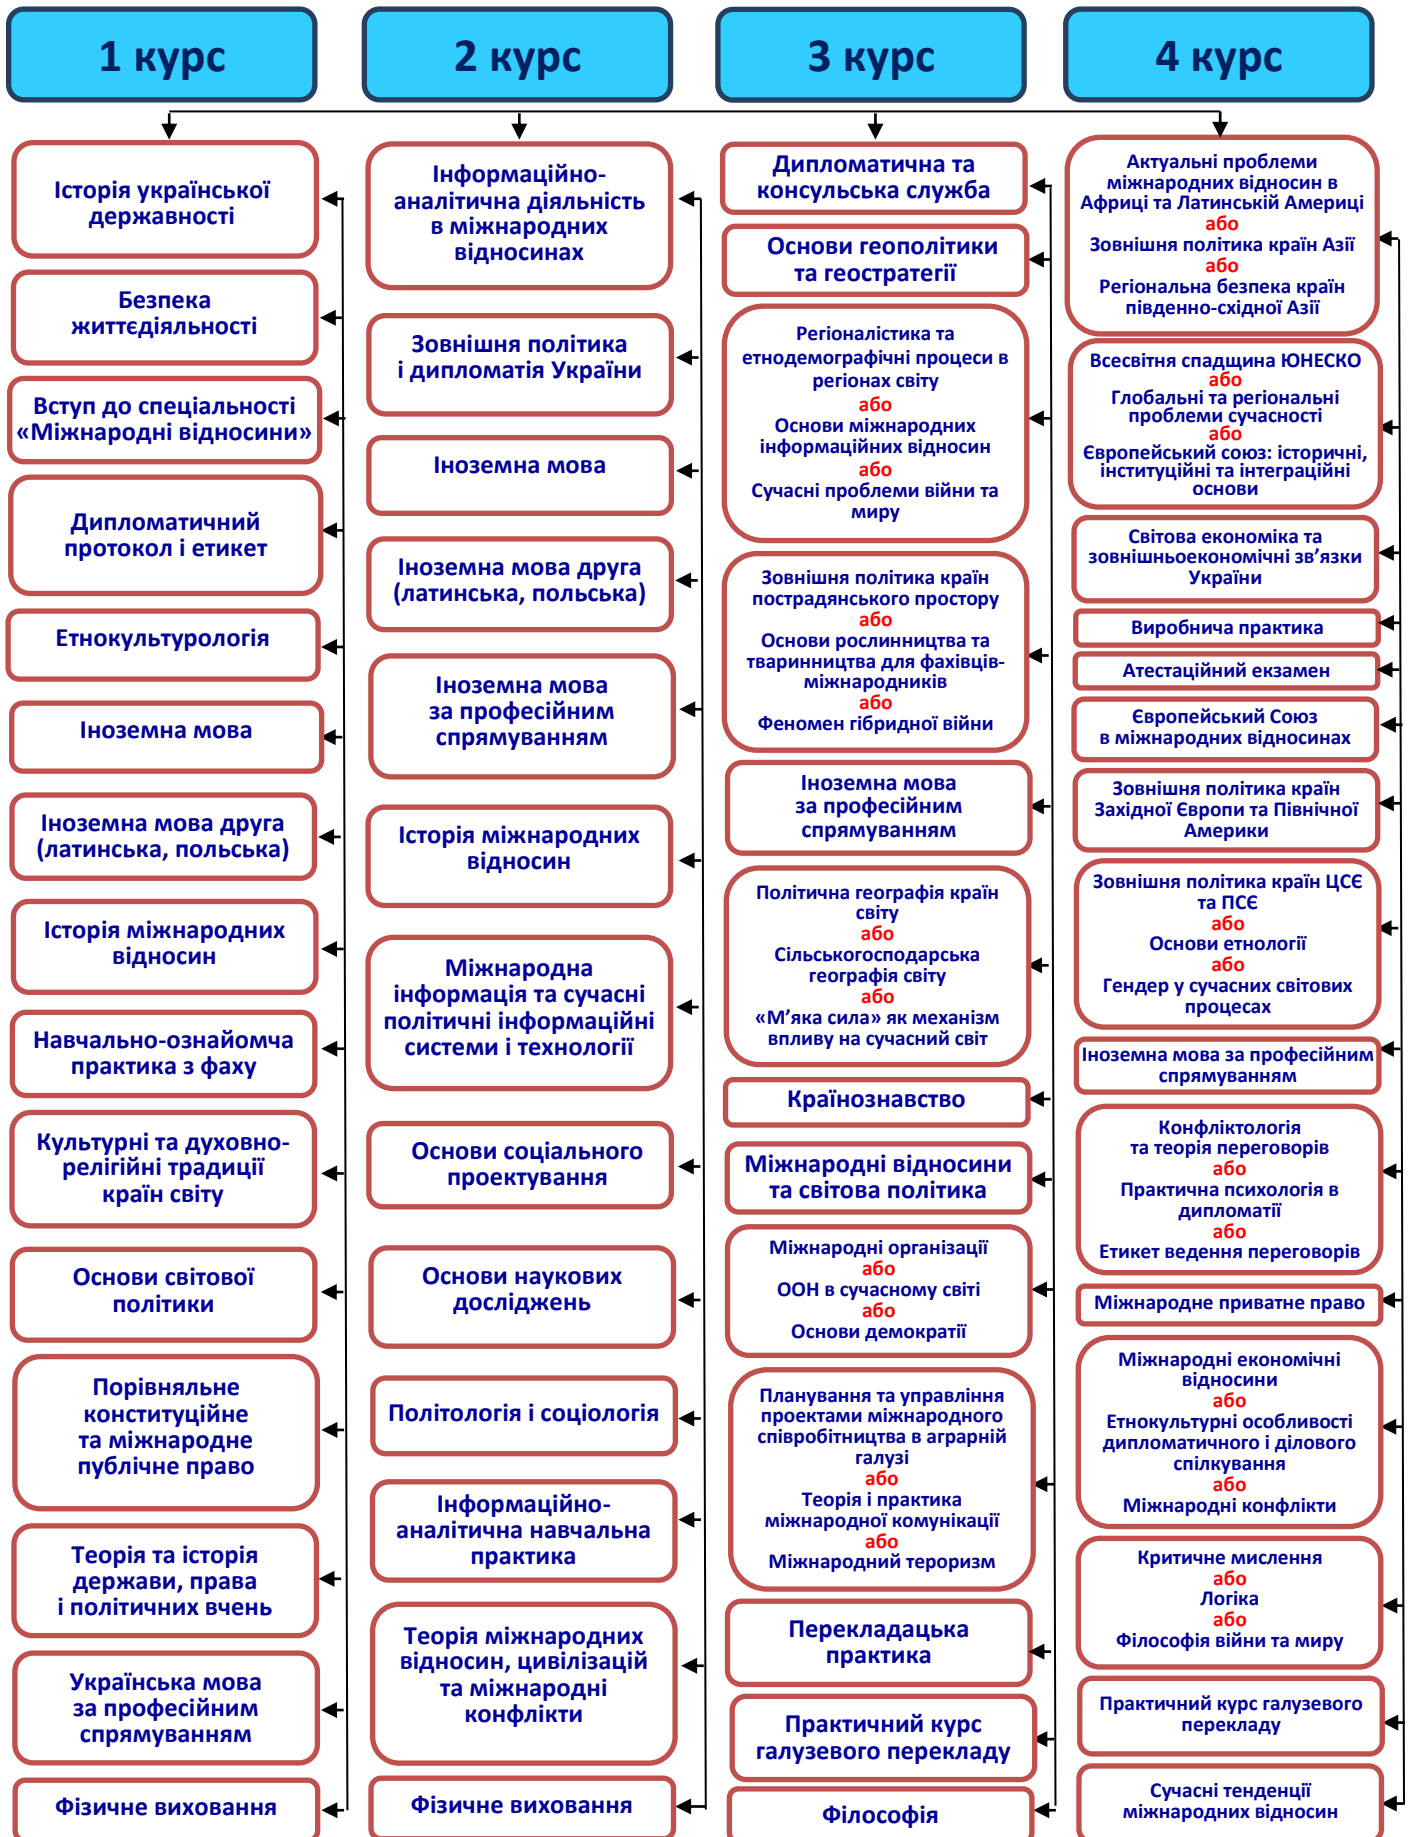 1 курс
2 курс
3 курс
4 курс
Історія української
державності
Безпека
життєдіяльності
Вступ до спеціальності
«Міжнародні відносини»
Дипломатичний
протокол і етикет
Етнокультурологія
Іноземна мова
Іноземна мова друга
(латинська, польська)
Історія міжнародних
відносин
Навчально-ознайомча
практика з фаху
Культурні та духовно-
релігійні традиції
країн світу
Основи світової
політики
Порівняльне
конституційне
та міжнародне
публічне право
Теорія та історія
держави, права
і політичних вчень
Українська мова
за професійним
спрямуванням
Фізичне виховання
Інформаційно-
аналітична діяльність
в міжнародних
відносинах
Зовнішня політика
і дипломатія України
Іноземна мова
Іноземна мова друга
(латинська, польська)
Іноземна мова
за професійним
спрямуванням
Історія міжнародних
відносин
Міжнародна
інформація та сучасні
політичні інформаційні
системи і технології
Основи соціального
проектування
Основи наукових
досліджень
Політологія і соціологія
Інформаційно-
аналітична навчальна
практика
Теорія міжнародних
відносин, цивілізацій
та міжнародні
конфлікти
Фізичне виховання
Дипломатична та
консульська служба
Основи геополітики
та геостратегії
Регіоналістика та
етнодемографічні процеси в
регіонах світу
або
Основи міжнародних
інформаційних відносин
або
Сучасні проблеми війни та
миру
Зовнішня політика країн
пострадянського простору
або
Основи рослинництва та
тваринництва для фахівців-
міжнародників
або
Феномен гібридної війни
Іноземна мова
за професійним
спрямуванням
Політична географія країн
світу
або
Сільськогосподарська
географія світу
або
«М’яка сила» як механізм
впливу на сучасний світ
Країнознавство
Міжнародні відносини
та світова політика
Міжнародні організації
або
ООН в сучасному світі
або
Основи демократії
Планування та управління
проектами міжнародного
співробітництва в аграрній
галузі
або
Теорія і практика
міжнародної комунікації
або
Міжнародний тероризм
Перекладацька
практика
Практичний курс
галузевого перекладу
Філософія
Актуальні проблеми
міжнародних відносин в
Африці та Латинській Америці
або
Зовнішня політика країн Азії
або
Регіональна безпека країн
південно-східної Азії
Всесвітня спадщина ЮНЕСКО
або
Глобальні та регіональні
проблеми сучасності
або
Європейський союз: історичні,
інституційні та інтеграційні
основи
Світова економіка та
зовнішньоекономічні зв’язки
України
Виробнича практика
Атестаційний екзамен
Європейський Союз
в міжнародних відносинах
Зовнішня політика країн
Західної Європи та Північної
Америки
Зовнішня політика країн ЦСЄ
та ПСЄ
або
Основи етнології
або
Гендер у сучасних світових
процесах
Іноземна мова за професійним
спрямуванням
Конфліктологія
та теорія переговорів
або
Практична психологія в
дипломатії
або
Етикет ведення переговорів
Міжнародне приватне право
Міжнародні економічні
відносини
або
Етнокультурні особливості
дипломатичного і ділового
спілкування
або
Міжнародні конфлікти
Критичне мислення
або
Логіка
або
Філософія війни та миру
Практичний курс галузевого
перекладу
Сучасні тенденції
міжнародних відносин